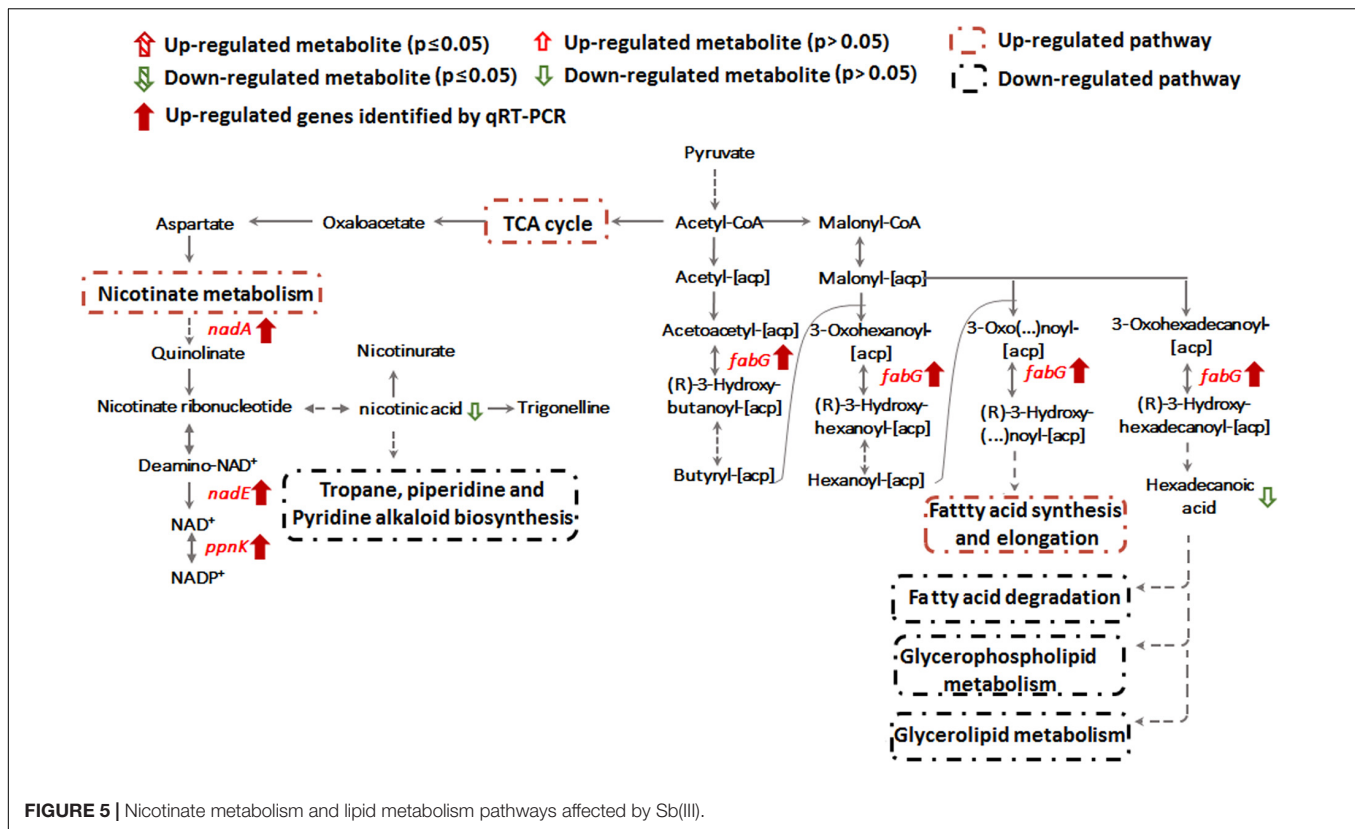 Up-regulated metabolite (p≤0.05)
Up-regulated metabolite (p>0.05)
Up-regulated pathway
Down-regulated metabolite (p≤0.05)
Down-regulated metabolite (p>0.05)
Down-regulated pathway
Up-regulated genes identified by qRT-PCR
Pyruvate
Aspartate
Oxaloacetate
TCA cycle
Acetyl-CoA
Malonyl-CoA
Nicotinate metabolism
nadA
Quinolinate
Nicotinurate
Nicotinate ribonucleotide
nicotinic acid
Trigonelline
Deamino-NAD⁺
nadE
NAD⁺
ppnK
NADP⁺
Tropane, piperidine and
Pyridine alkaloid biosynthesis
Acetyl-[acp]
Acetoacetyl-[acp]
fabG
(R)-3-Hydroxy-
butanoyl-[acp]
Butyryl-[acp]
Malonyl-[acp]
3-Oxohexanoyl-
[acp]
fabG
(R)-3-Hydroxy-
hexanoyl-[acp]
Hexanoyl-[acp]
3-Oxo(...)noyl-
[acp]
fabG
(R)-3-Hydroxy-
(...)noyl-[acp]
Fattty acid synthesis
and elongation
3-Oxohexadecanoyl-
[acp]
fabG
(R)-3-Hydroxy-
hexadecanoyl-[acp]
Hexadecanoic
acid
Fatty acid degradation
Glycerophospholipid
metabolism
Glycerolipid metabolism
FIGURE 5 | Nicotinate metabolism and lipid metabolism pathways affected by Sb(III).